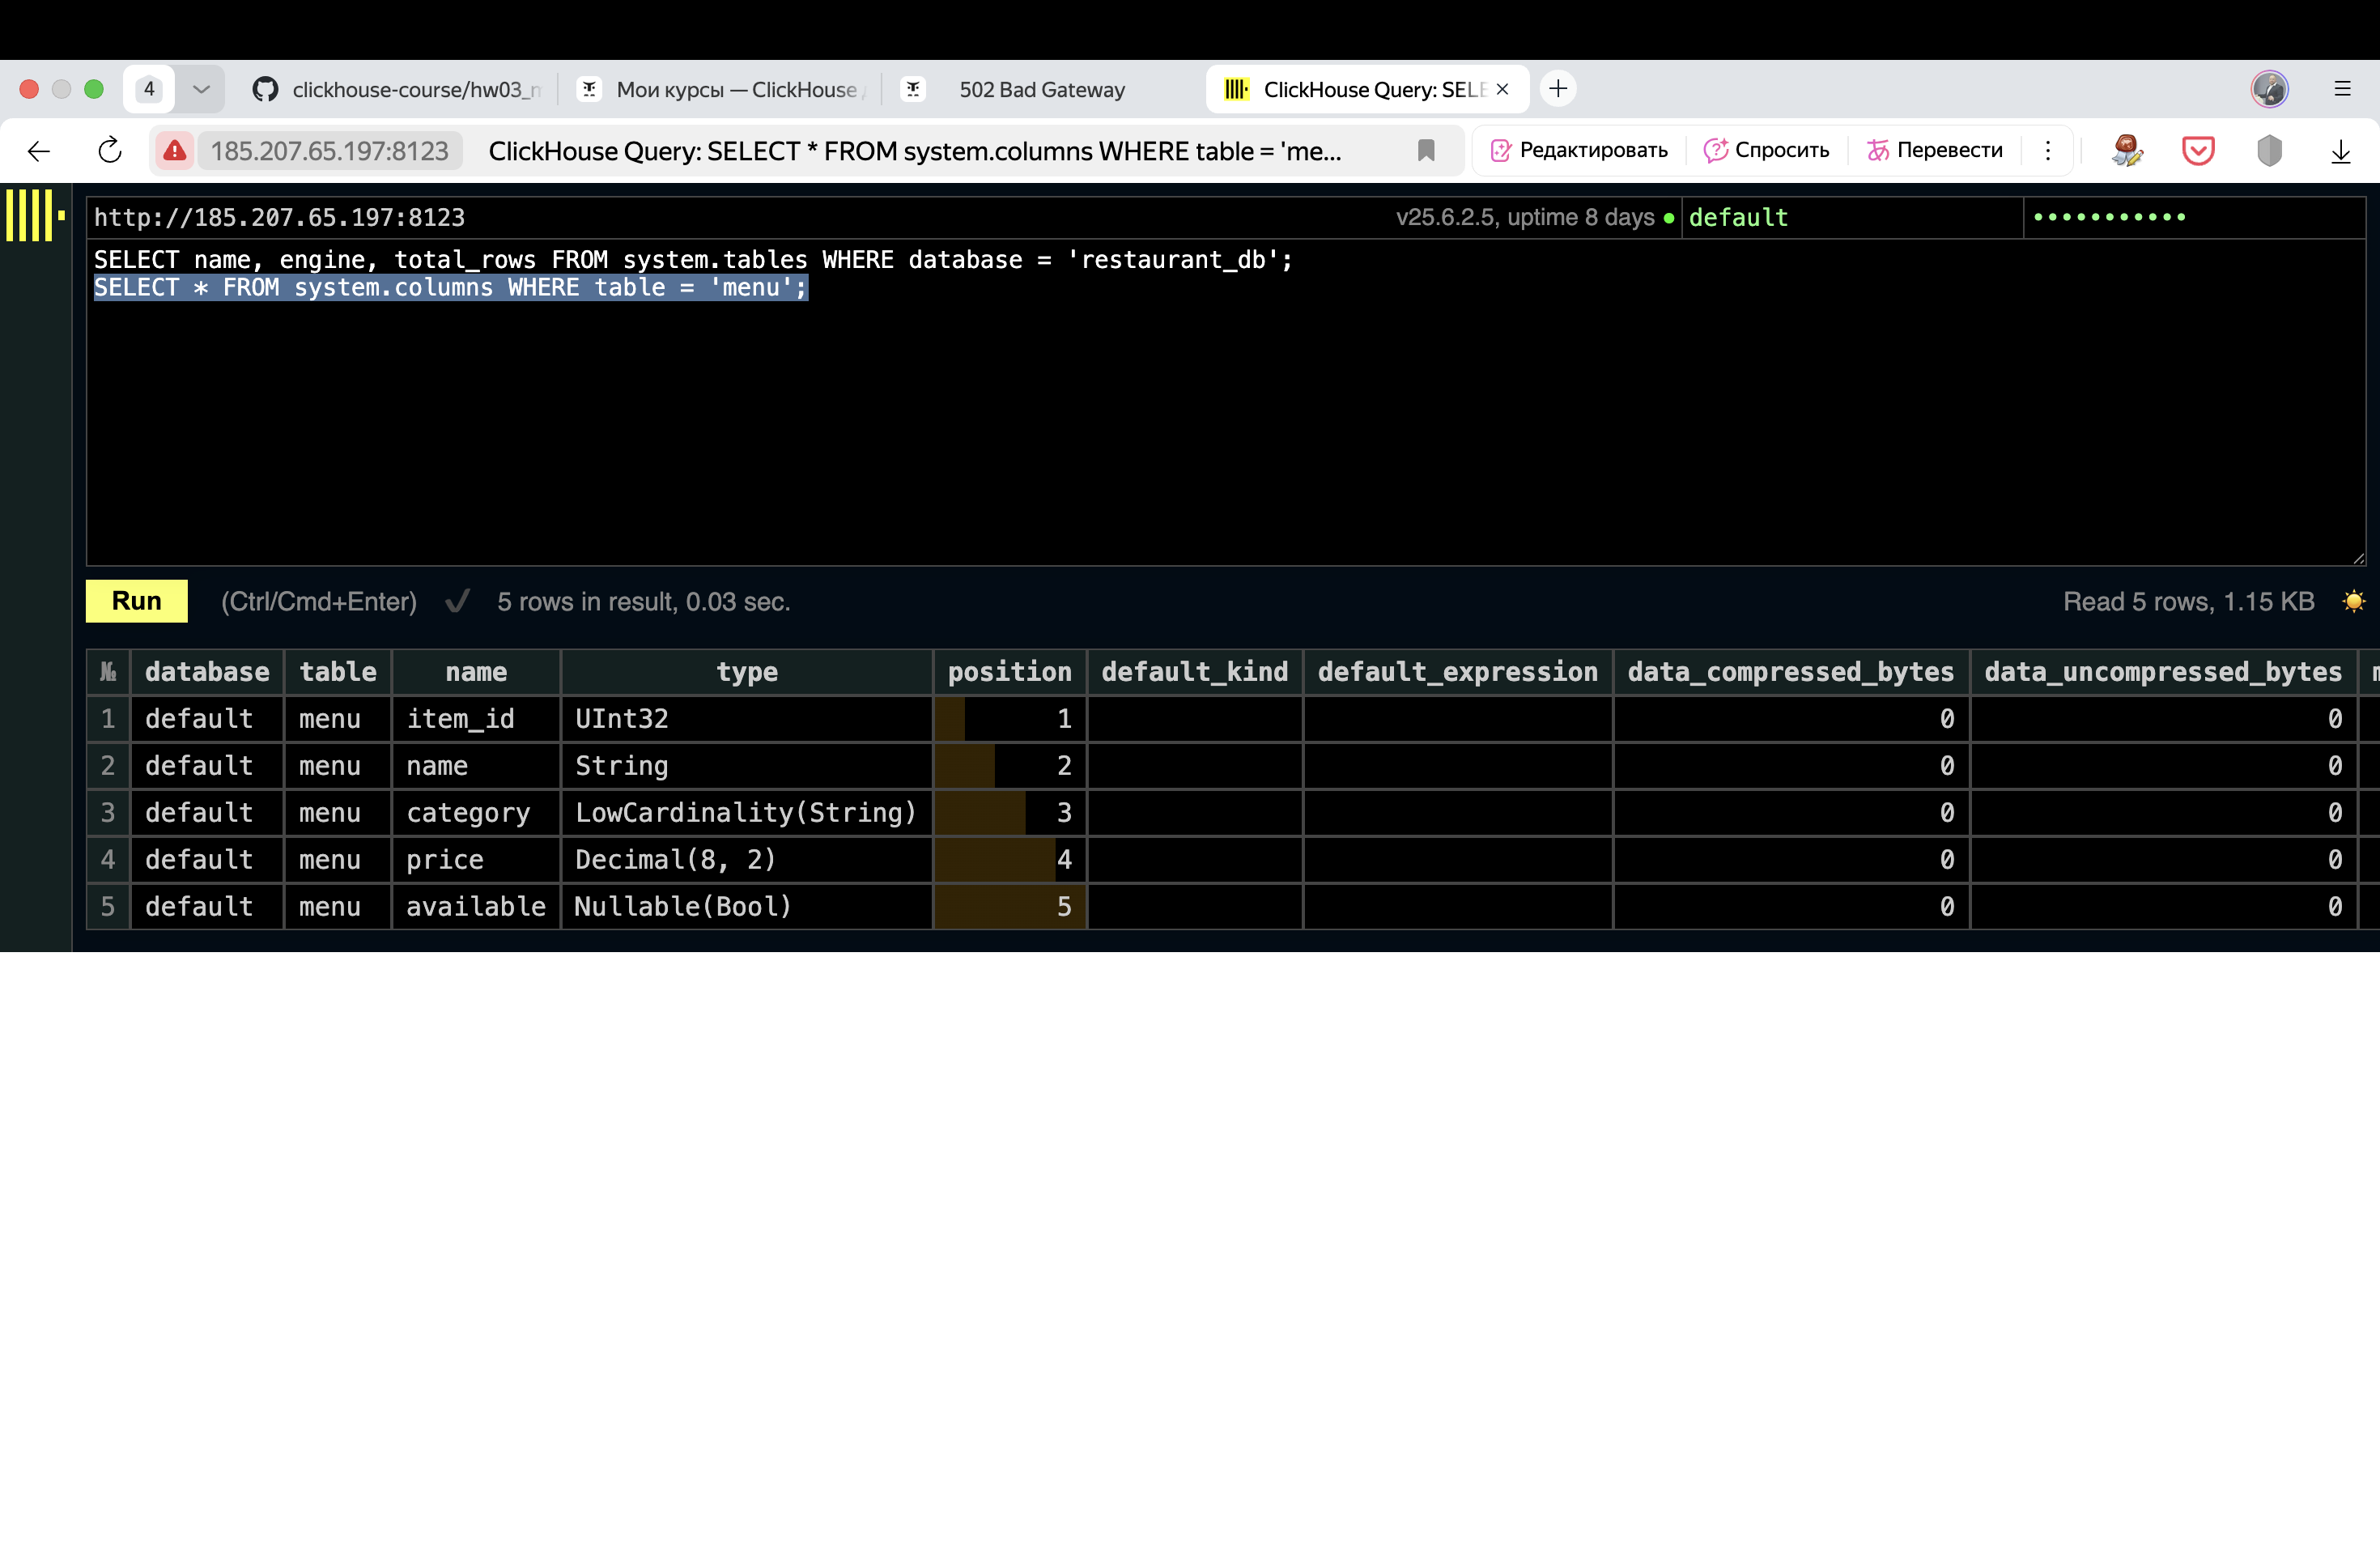 4
clickhouse-course/hw03_m
Мои курсы — ClickHouse
502 Bad Gateway
ClickHouse Query: SELE
185.207.65.197:8123
ClickHouse Query: SELECT * FROM system.columns WHERE table = 'me...
Редактировать
Спросить
Перевести
http://185.207.65.197:8123
v25.6.2.5, uptime 8 days
default
•••••••••••
SELECT name, engine, total_rows FROM system.tables WHERE database = 'restaurant_db';
SELECT * FROM system.columns WHERE table = 'menu';
Run (Ctrl/Cmd+Enter) ✔ 5 rows in result, 0.03 sec.
Read 5 rows, 1.15 KB
№ database table name type position default_kind default_expression data_compressed_bytes data_uncompressed_bytes
1 default menu item_id UInt32 1 0 0
2 default menu name String 2 0 0
3 default menu category LowCardinality(String) 3 0 0
4 default menu price Decimal(8, 2) 4 0 0
5 default menu available Nullable(Bool) 5 0 0